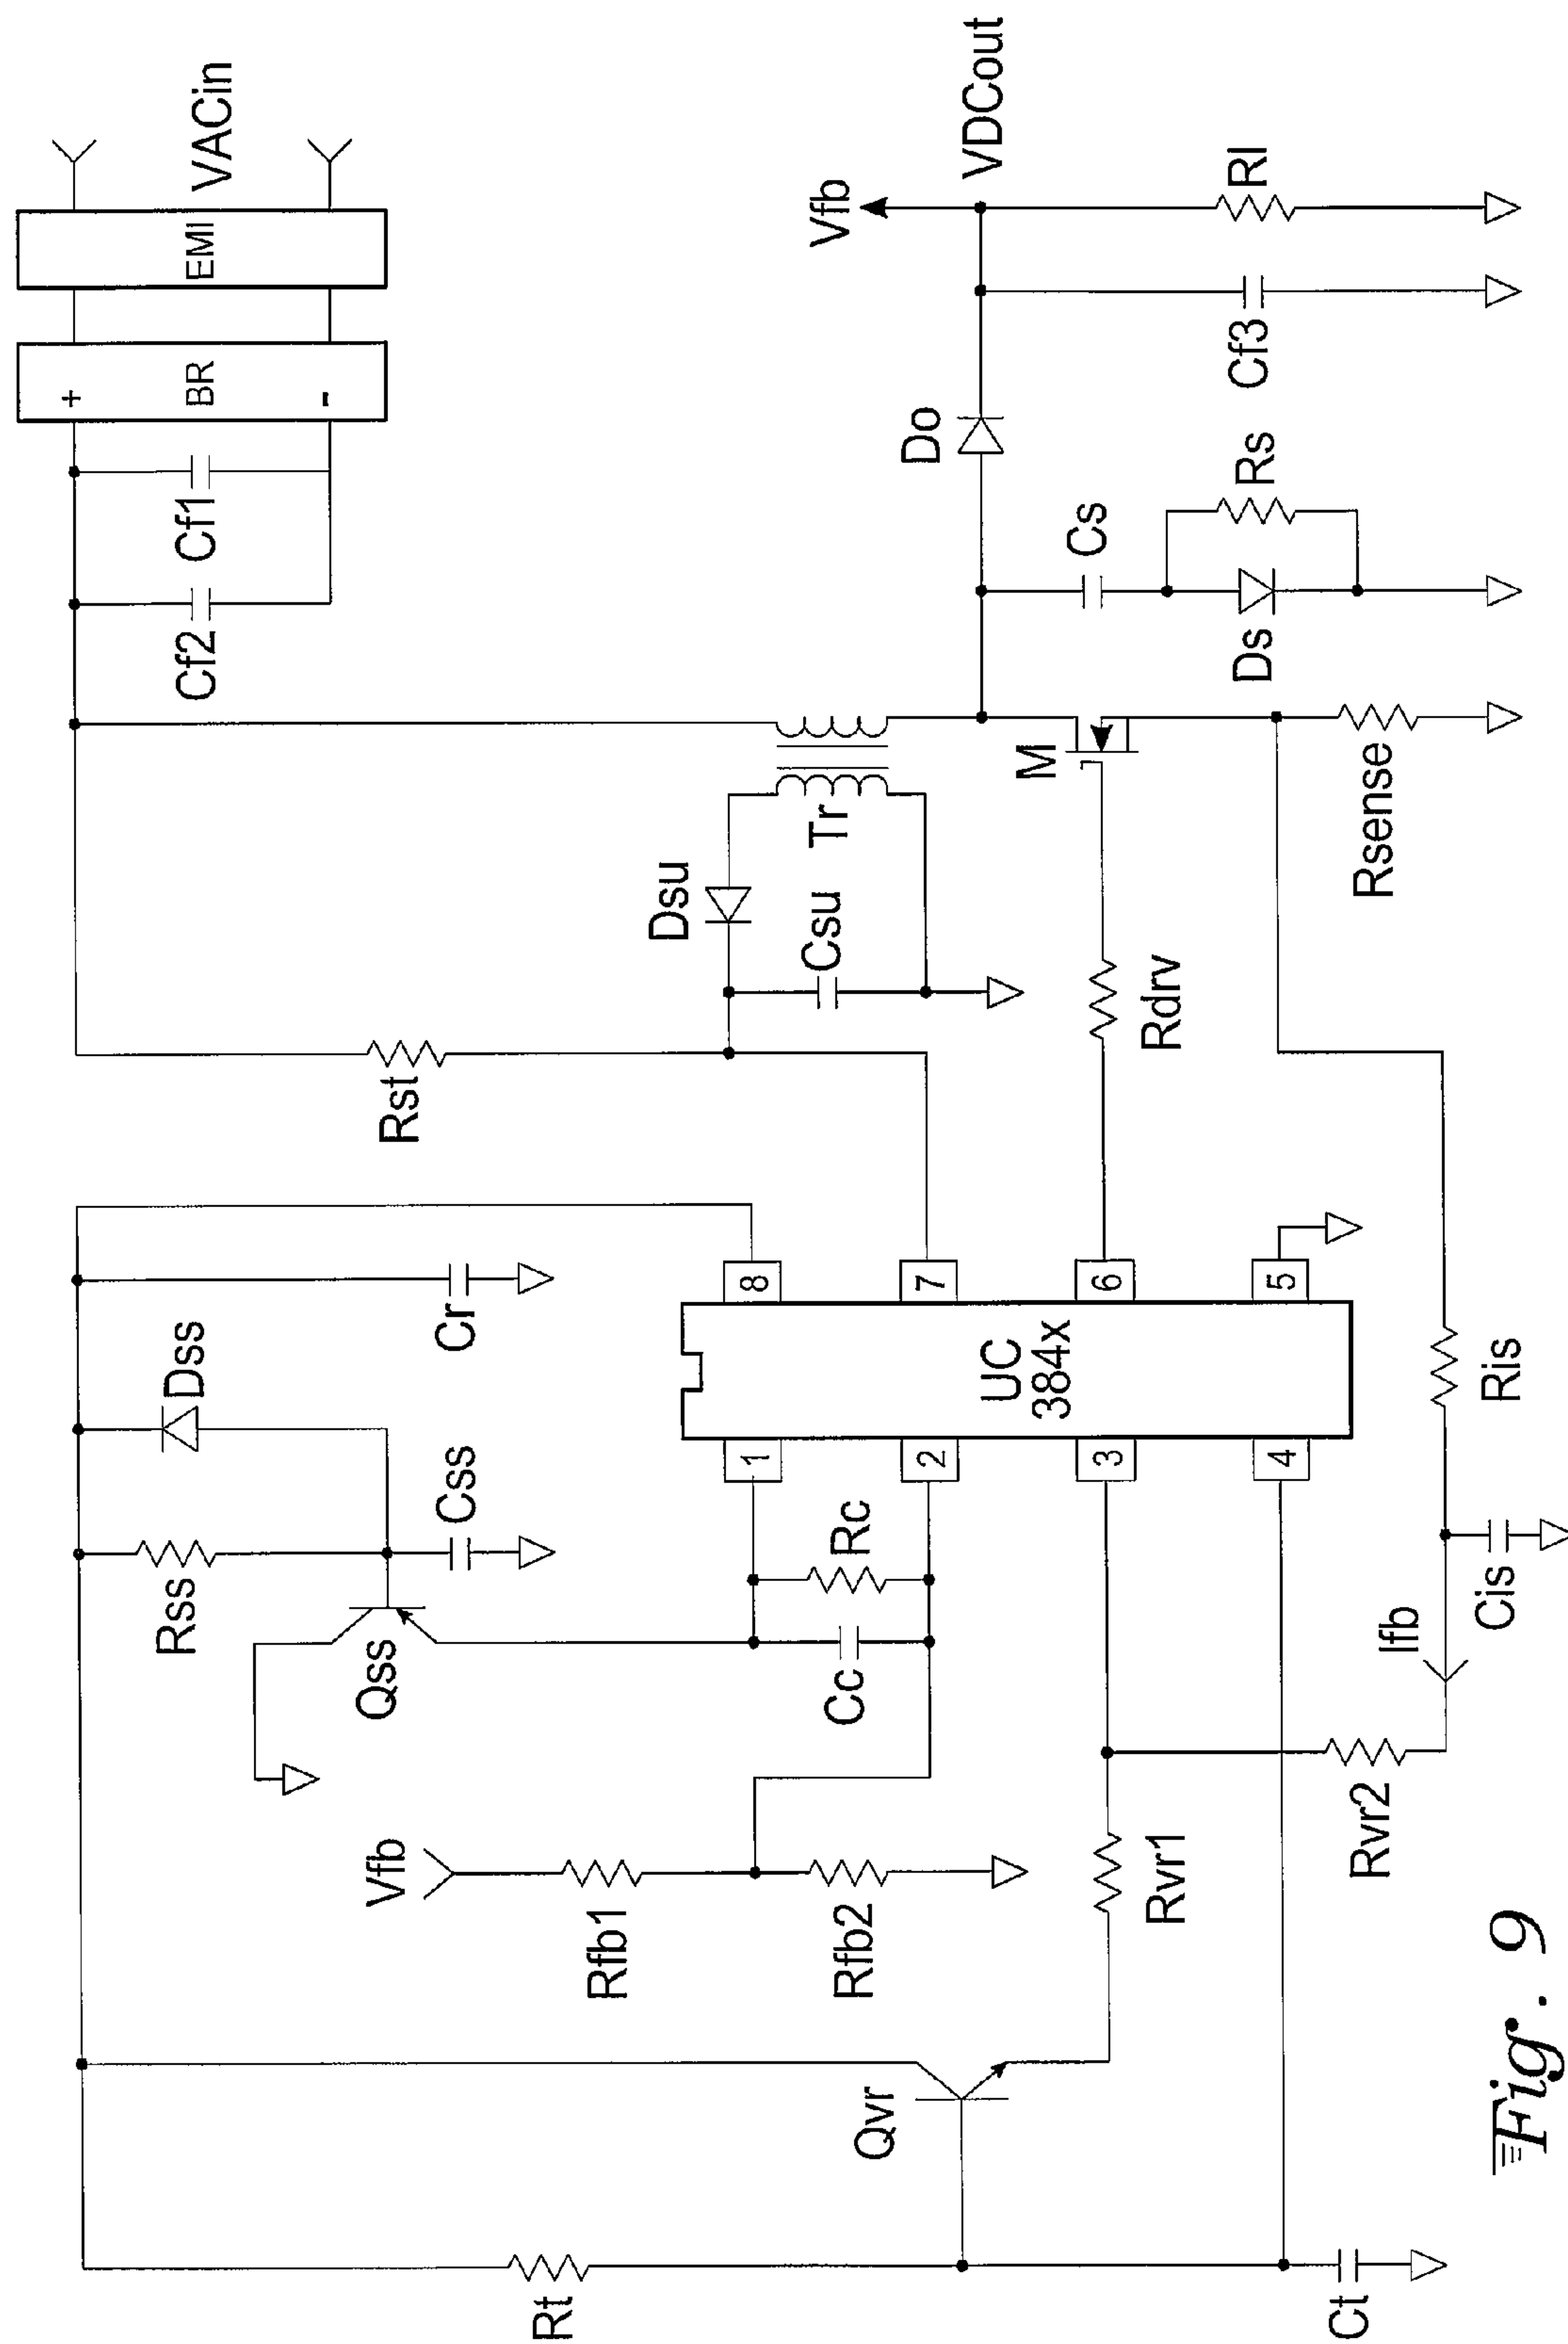 VACin
EMI
BR
+
-
Cf1
Cf2
Vfb
VDCout
Rl
Cf3
Do
Cs
Rs
Ds
M
Tr
Dsu
Csu
Rsense
Rst
Rdrv
Cr
Dss
Css
Rss
Qss
8
7
6
5
UC
384x
1
2
3
4
Rc
Cc
Ris
Cis
Ifb
Vfb
Rfb1
Rfb2
Rvr1
Rvr2
Qvr
Rt
Ct
Fig. 9